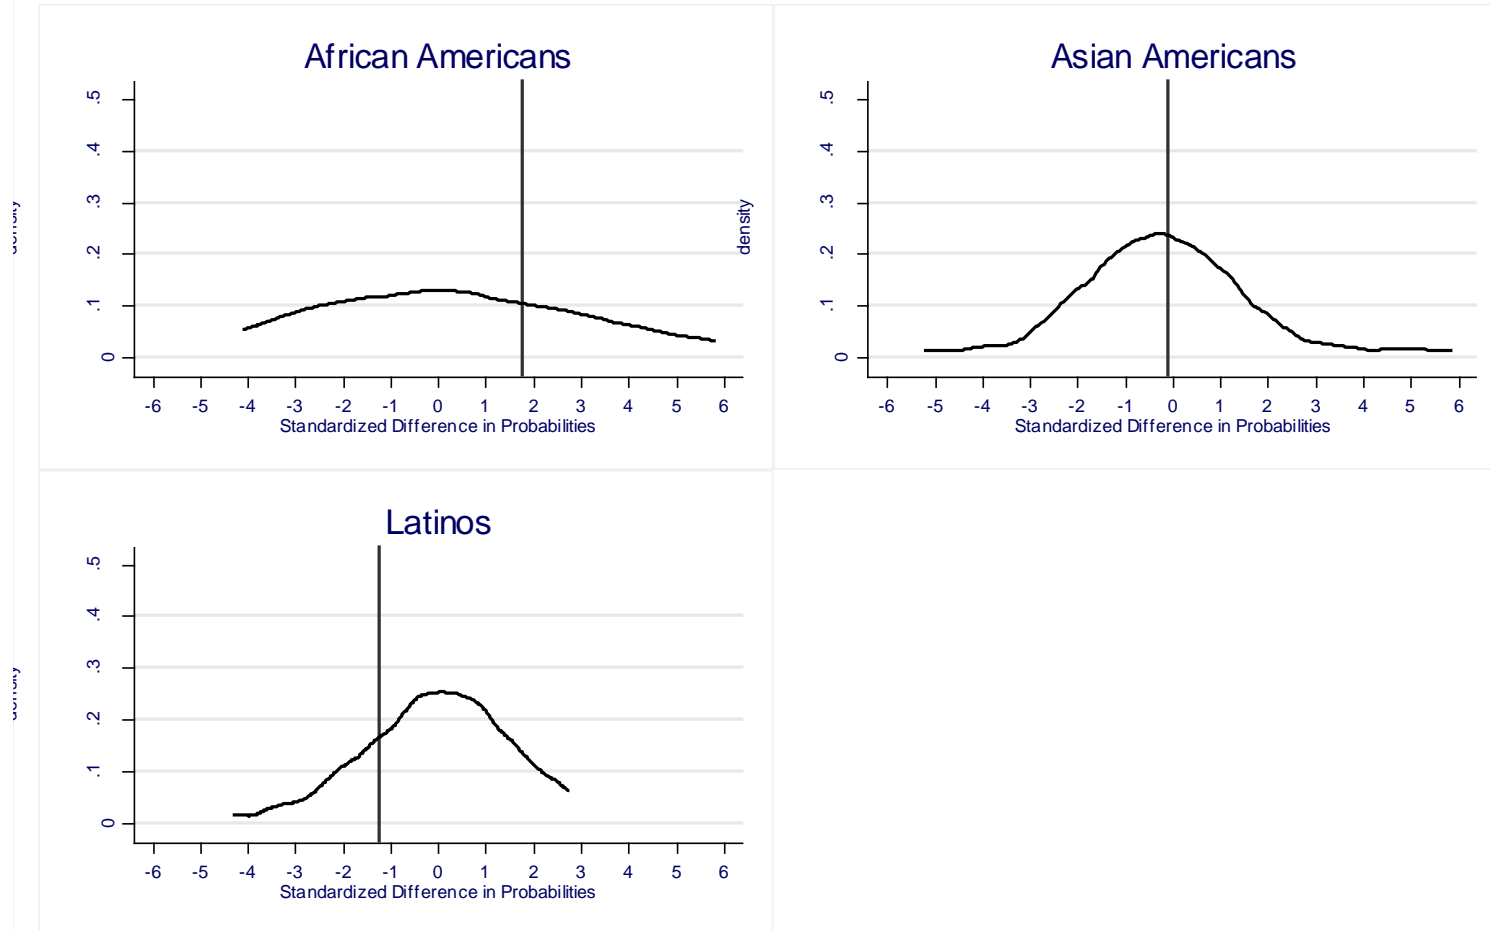 African Americans
density
.5
.4
.3
.2
.1
0
-6 -5 -4 -3 -2 -1 0 1 2 3 4 5 6
Standardized Difference in Probabilities
Asian Americans
density
.5
.4
.3
.2
.1
0
-6 -5 -4 -3 -2 -1 0 1 2 3 4 5 6
Standardized Difference in Probabilities
Latinos
density
.5
.4
.3
.2
.1
0
-6 -5 -4 -3 -2 -1 0 1 2 3 4 5 6
Standardized Difference in Probabilities